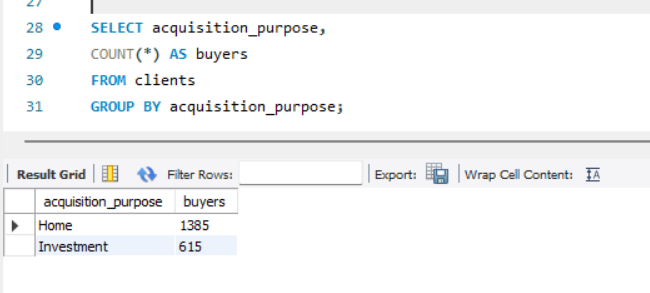 27
28 SELECT acquisition_purpose,
29 COUNT(*) AS buyers
30 FROM clients
31 GROUP BY acquisition_purpose;
Result Grid Filter Rows: Export: Wrap Cell Content: IA
acquisition_purpose buyers
Home 1385
Investment 615